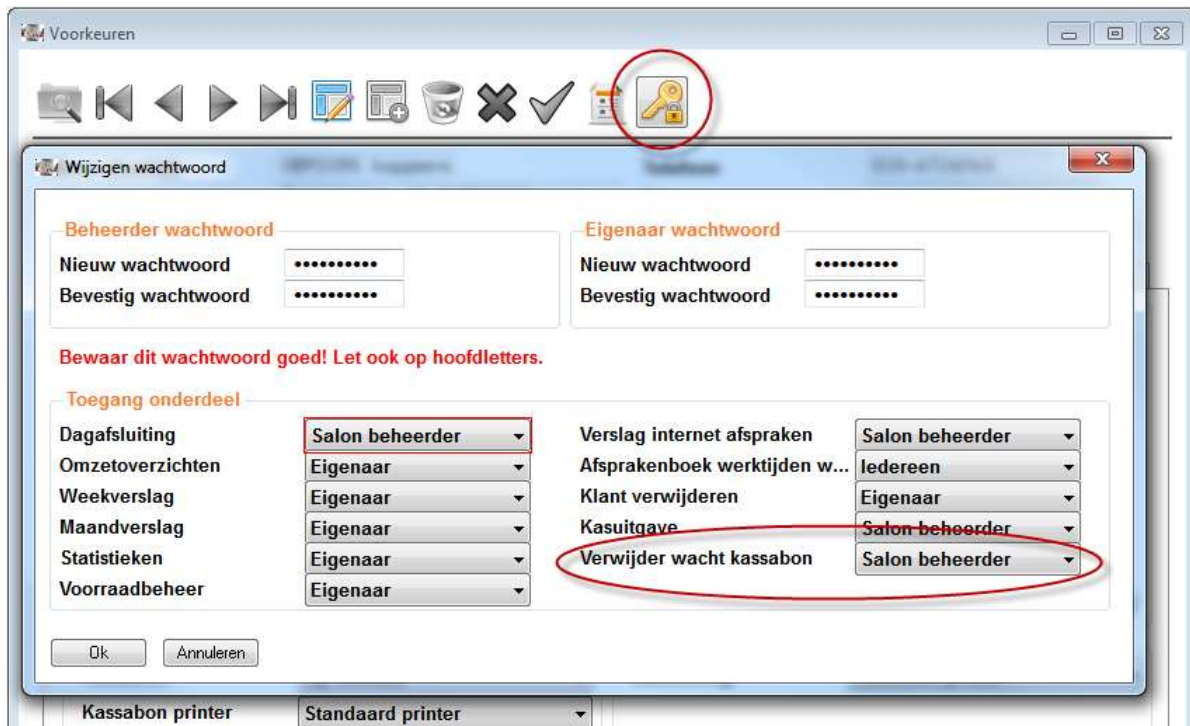 Voorkeuren
Wijzigen wachtwoord
Beheerder wachtwoord
Nieuw wachtwoord ••••••••••
Bevestig wachtwoord ••••••••••
Eigenaar wachtwoord
Nieuw wachtwoord ••••••••••
Bevestig wachtwoord ••••••••••
Bewaar dit wachtwoord goed! Let ook op hoofdletters.
Toegang onderdeel
Dagafsluiting Salon beheerder
Omzetoverzichten Eigenaar
Weekverslag Eigenaar
Maandverslag Eigenaar
Statistieken Eigenaar
Voorraadbeheer Eigenaar
Verslag internet afspraken Salon beheerder
Afsprakenboek werktijden w... Iedereen
Klant verwijderen Eigenaar
Kasuitgave Salon beheerder
Verwijder wacht kassabon Salon beheerder
Ok Annuleren
Kassabon printer Standaard printer